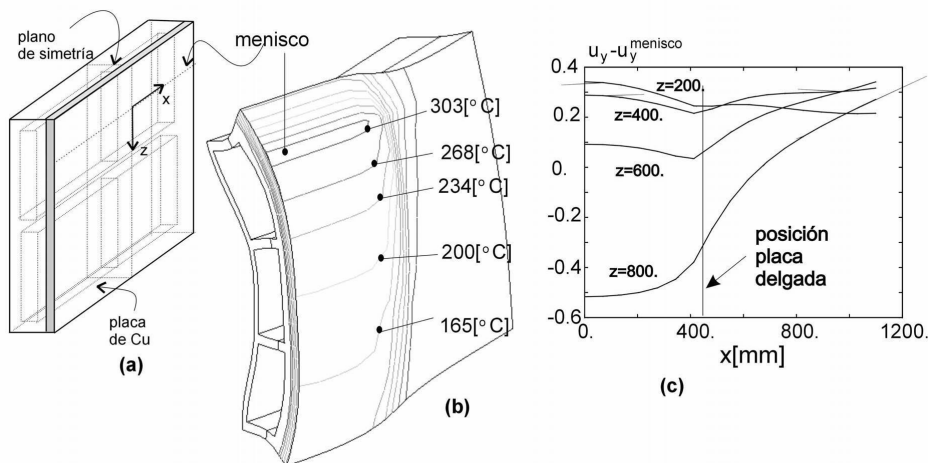 plano
de simetría
menisco
x
z
placa
de Cu
(a)
303[°C]
menisco
268[°C]
234[°C]
200[°C]
165[°C]
(b)
u_y-u_y^menisco
0.4
0.2
0.
-0.2
-0.4
-0.6
z=200.
z=400.
z=600.
z=800.
posición
placa
delgada
0. 400 800 1200.
x[mm]
(c)